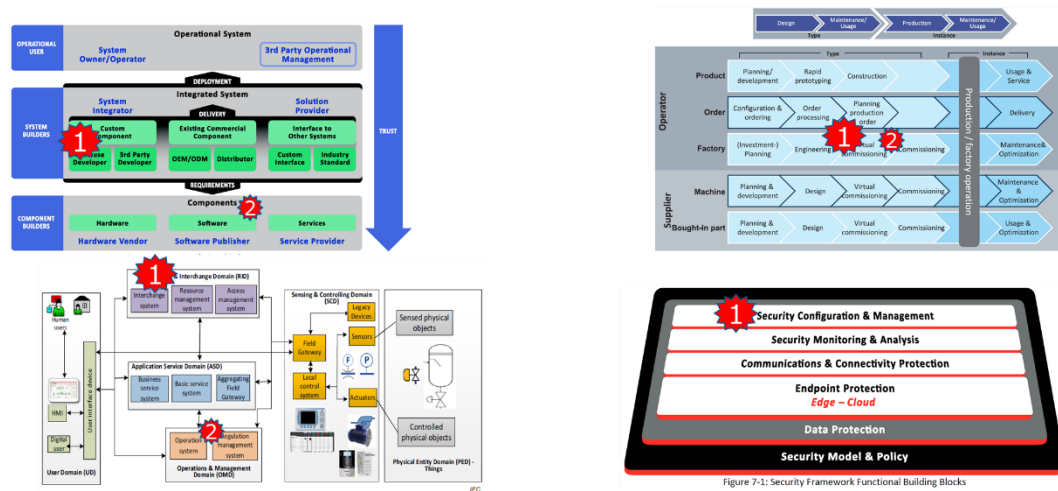 Operational System
OPERATIONAL USER
System Owner/Operator
3rd Party Operational Management
DEPLOYMENT
Integrated System
SYSTEM BUILDERS
System Integrator
DELIVERY
Solution Provider
Custom
Existing Commercial Component
Interface to Other Systems
1
Developer
3rd Party Developer
OEM/ODM
Distributor
Custom Interface
Industry Standard
REQUIREMENTS
Components
2
COMPONENT BUILDERS
Hardware
Software
Services
Hardware Vendor
Software Publisher
Service Provider
TRUST
Design
Maintenance/ Usage
Production
Maintenance/ Usage
Type
Instance
Type
Instance
Operator
Product
Planning/ development
Rapid prototyping
Construction
Usage & Service
Order
Configuration & ordering
Order processing
Planning production order
Delivery
1
2
Factory
(Investment-) Planning
Engineering
commissioning
Commissioning
Maintenance& Optimization
Production / factory operation
Supplier
Machine
Planning & development
Design
Virtual commissioning
Commissioning
Maintenance & Optimization
Bought-in part
Planning & development
Design
Virtual commissioning
Commissioning
Usage & Optimization
1
& Interchange Domain (RID)
Interchange system
Resource management system
Access management system
Human users
HMI
Digital user
User interface device
User Domain (UD)
Application Service Domain (ASD)
Business service system
Basic service system
Aggregating Field Gateway
Operation system
2
Regulation management system
Operations & Management Domain (OMD)
Sensing & Controlling Domain (SCD)
Legacy Devices
Field Gateway
Sensors
F
P
Local control system
Actuators
Sensed physical objects
Controlled physical objects
Physical Entity Domain (PED) - Things
IEC
1
Security Configuration & Management
Security Monitoring & Analysis
Communications & Connectivity Protection
Endpoint Protection
Edge – Cloud
Data Protection
Security Model & Policy
Figure 7-1: Security Framework Functional Building Blocks